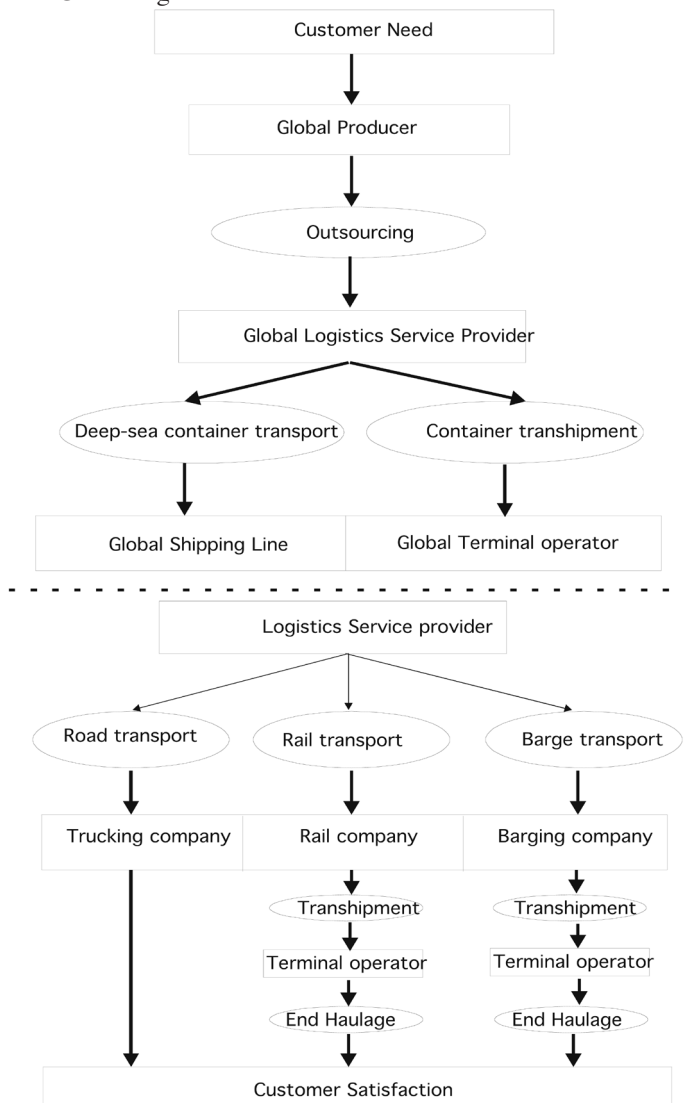 Customer Need
Global Producer
Outsourcing
Global Logistics Service Provider
Deep-sea container transport
Container transhipment
Global Shipping Line
Global Terminal operator
Logistics Service provider
Road transport
Rail transport
Barge transport
Trucking company
Rail company
Barging company
Transhipment
Transhipment
Terminal operator
Terminal operator
End Haulage
End Haulage
Customer Satisfaction